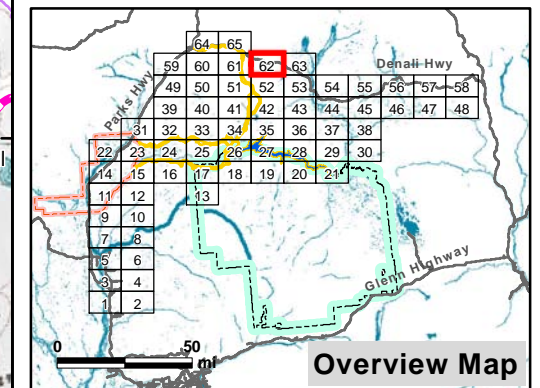 64 65
59 60 61 62 63 Denali Hwy
Parks Hwy
49 50 51 52 53 54 55 56 57 58
39 40 41 42 43 44 45 46 47 48
31 32 33 34 35 36 37 38
22 23 24 25 26 27 28 29 30
14 15 16 17 18 19 20 21
11 12 13
9 10
7 8
5 6
Glenn Highway
3 4
1 2
0 50
mi
Overview Map